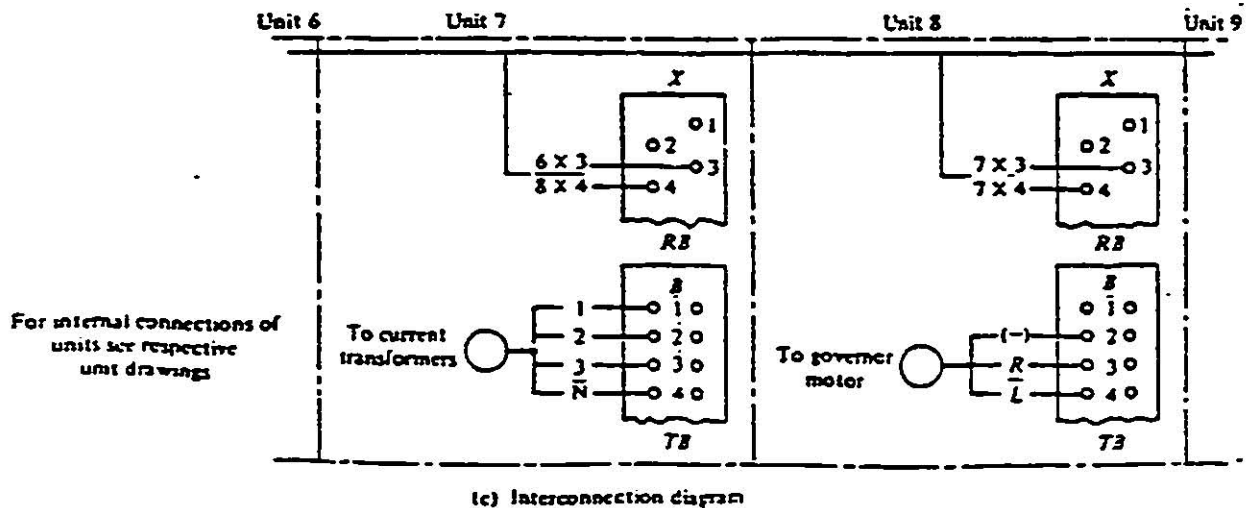 Unit 6
Unit 7
Unit 8
Unit 9
X
1
2
6 X 3
3
8 X 4
4
RB
X
1
2
7 X 3
3
7 X 4
4
RB
For internal connections of
units see respective
unit drawings
To current
transformers
B
1
1
2
2
3
3
N
4
TB
To governer
motor
B
1
(-)
2
R
3
L
4
TB
(c) Interconnection diagram